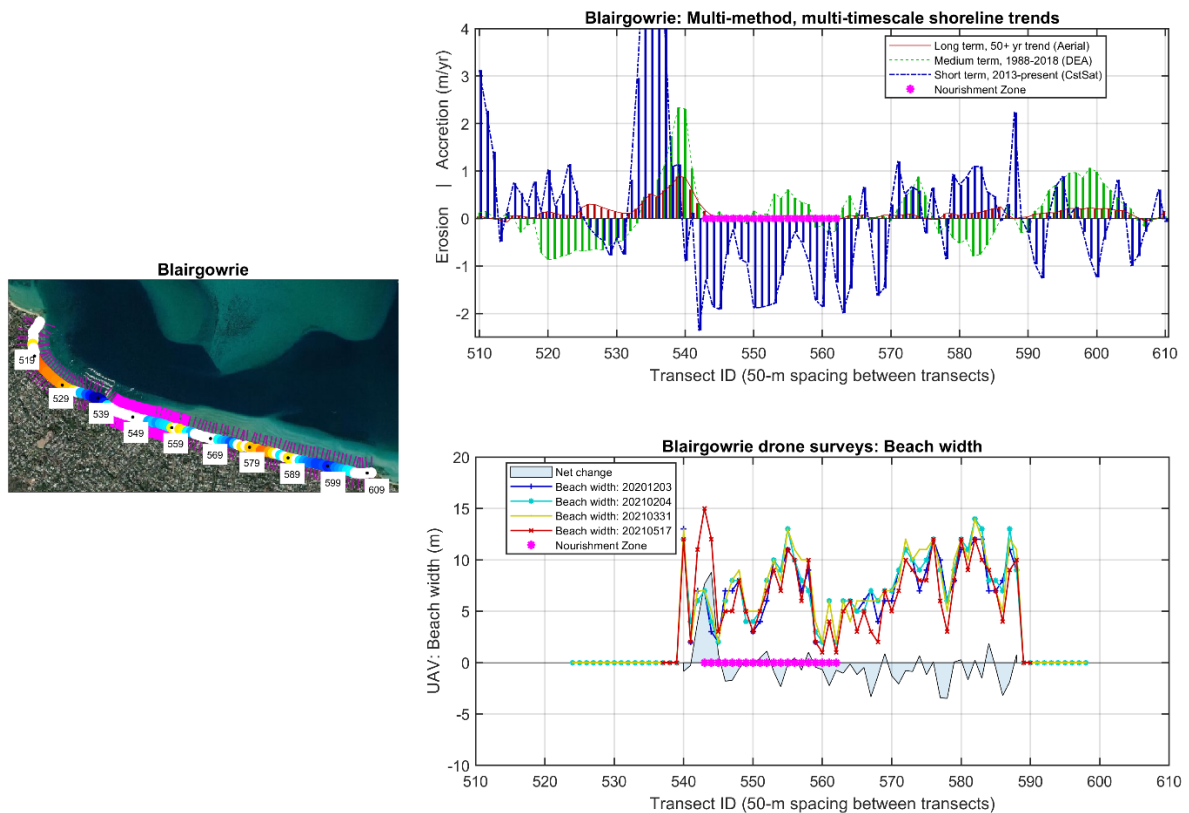 Blairgowrie: Multi-method, multi-timescale shoreline trends
Erosion | Accretion (m/yr)
4
3
2
1
0
-1
-2
Long term, 50+ yr trend (Aerial)
Medium term, 1988-2018 (DEA)
Short term, 2013-present (CstSat)
Nourishment Zone
510 520 530 540 550 560 570 580 590 600 610
Transect ID (50-m spacing between transects)
Blairgowrie
519
529
539
549
559
569
579
589
599
609
Blairgowrie drone surveys: Beach width
UAV: Beach width (m)
20
15
10
5
0
-5
-10
Net change
Beach width: 20201203
Beach width: 20210204
Beach width: 20210331
Beach width: 20210517
Nourishment Zone
510 520 530 540 550 560 570 580 590 600 610
Transect ID (50-m spacing between transects)